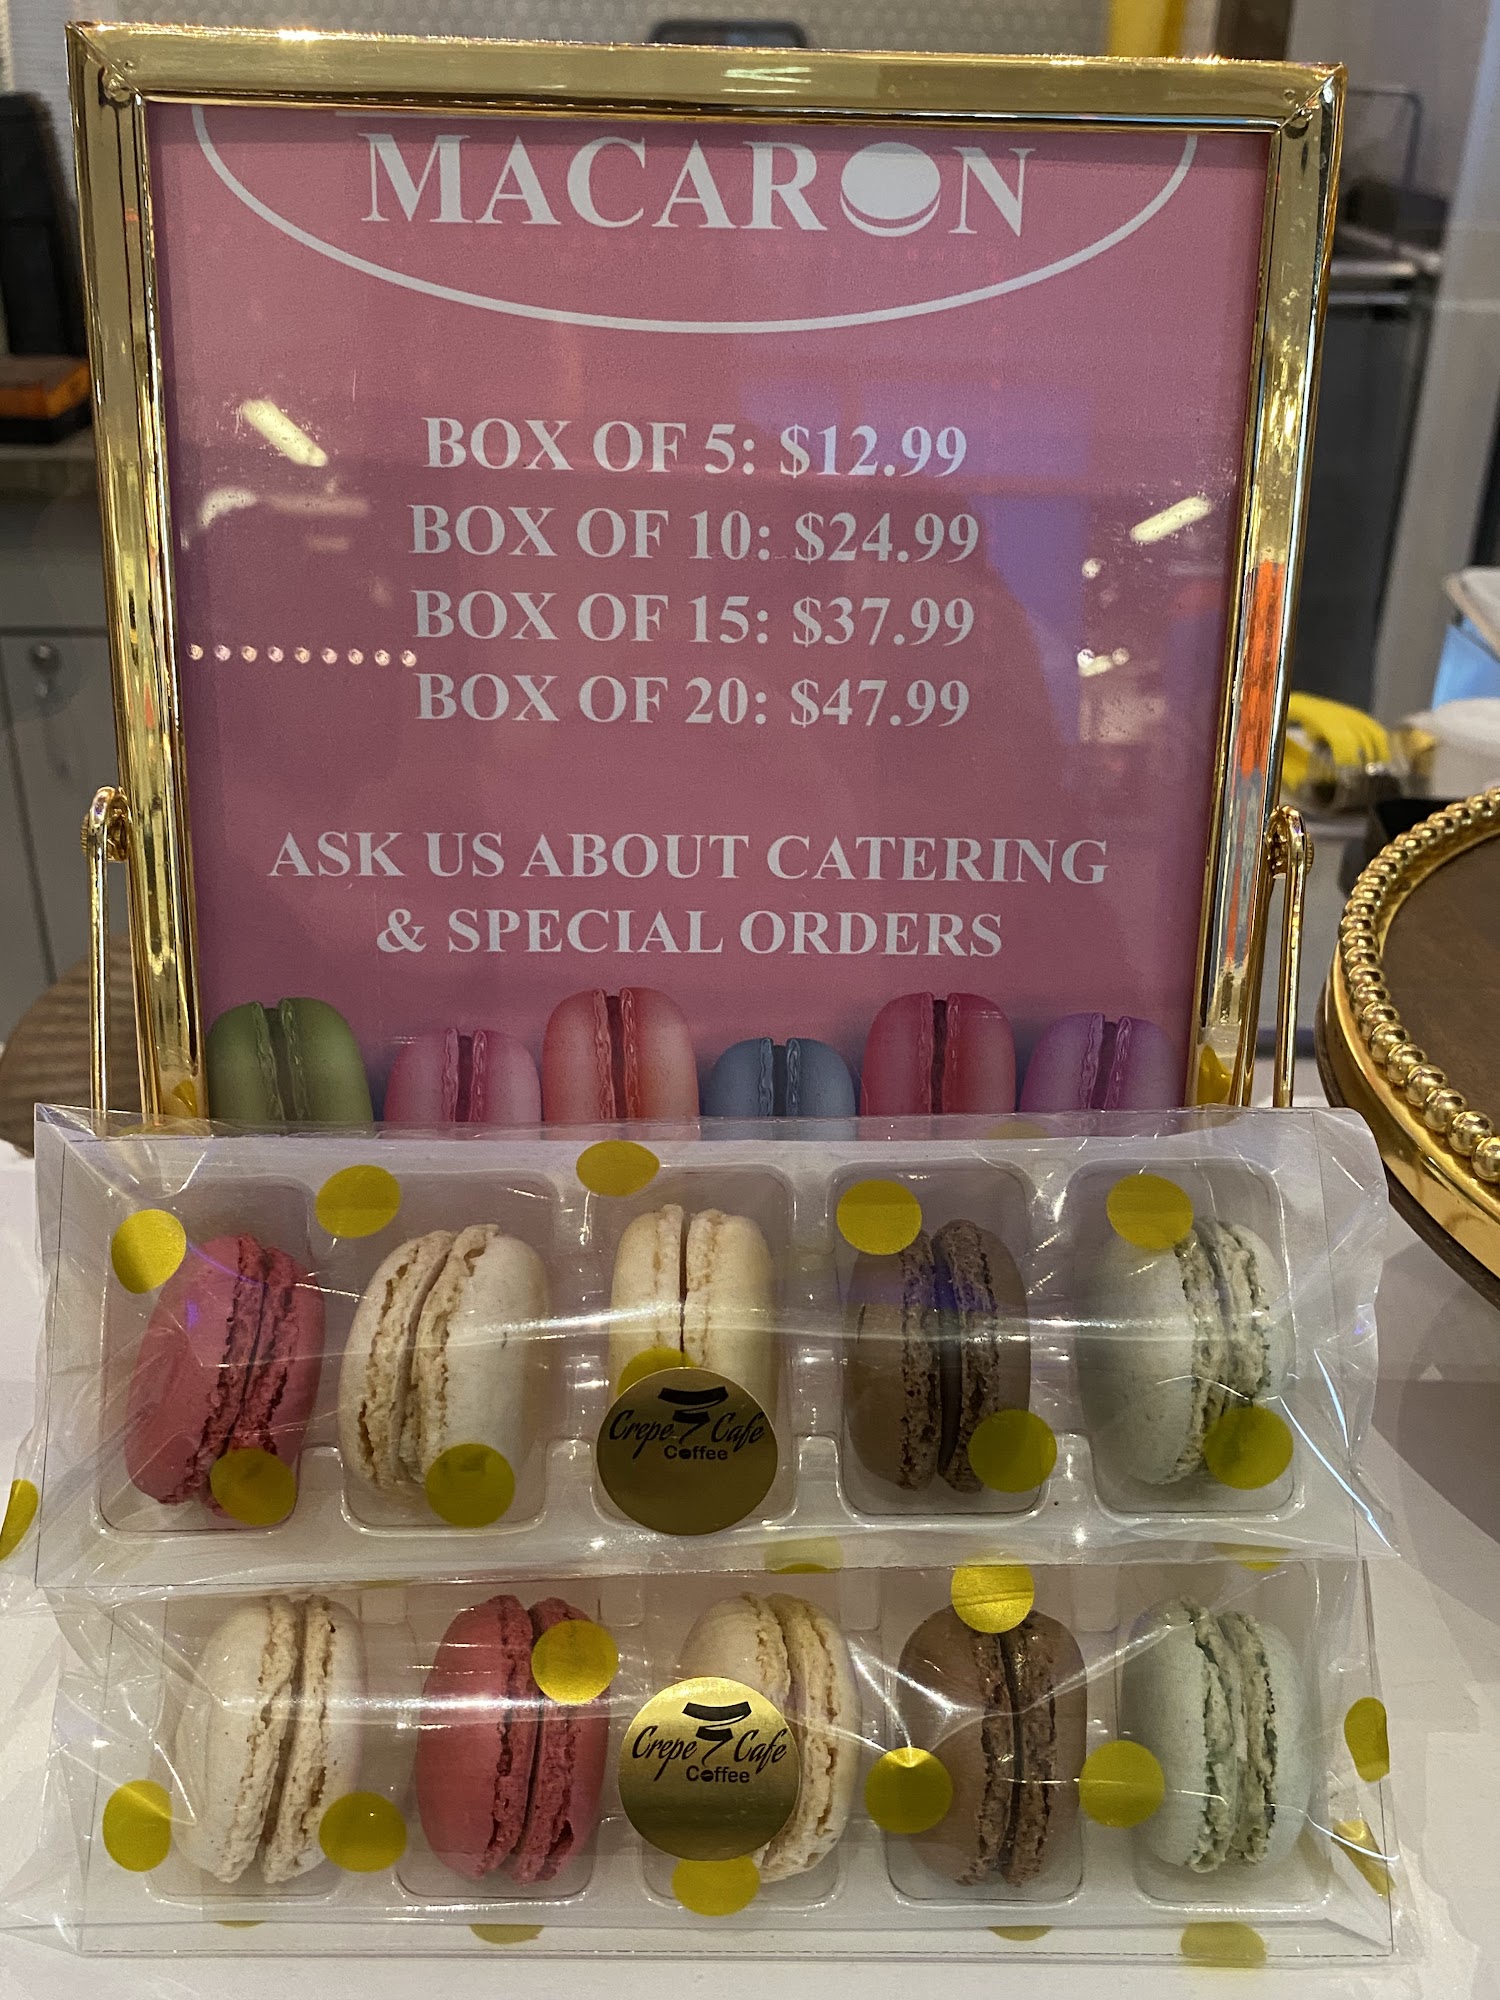 MACARON
BOX OF 5: $12.99
BOX OF 10: $24.99
BOX OF 15: $37.99
BOX OF 20: $47.99
ASK US ABOUT CATERING
& SPECIAL ORDERS
Crepe Cafe
Coffee
Crepe Cafe
Coffee